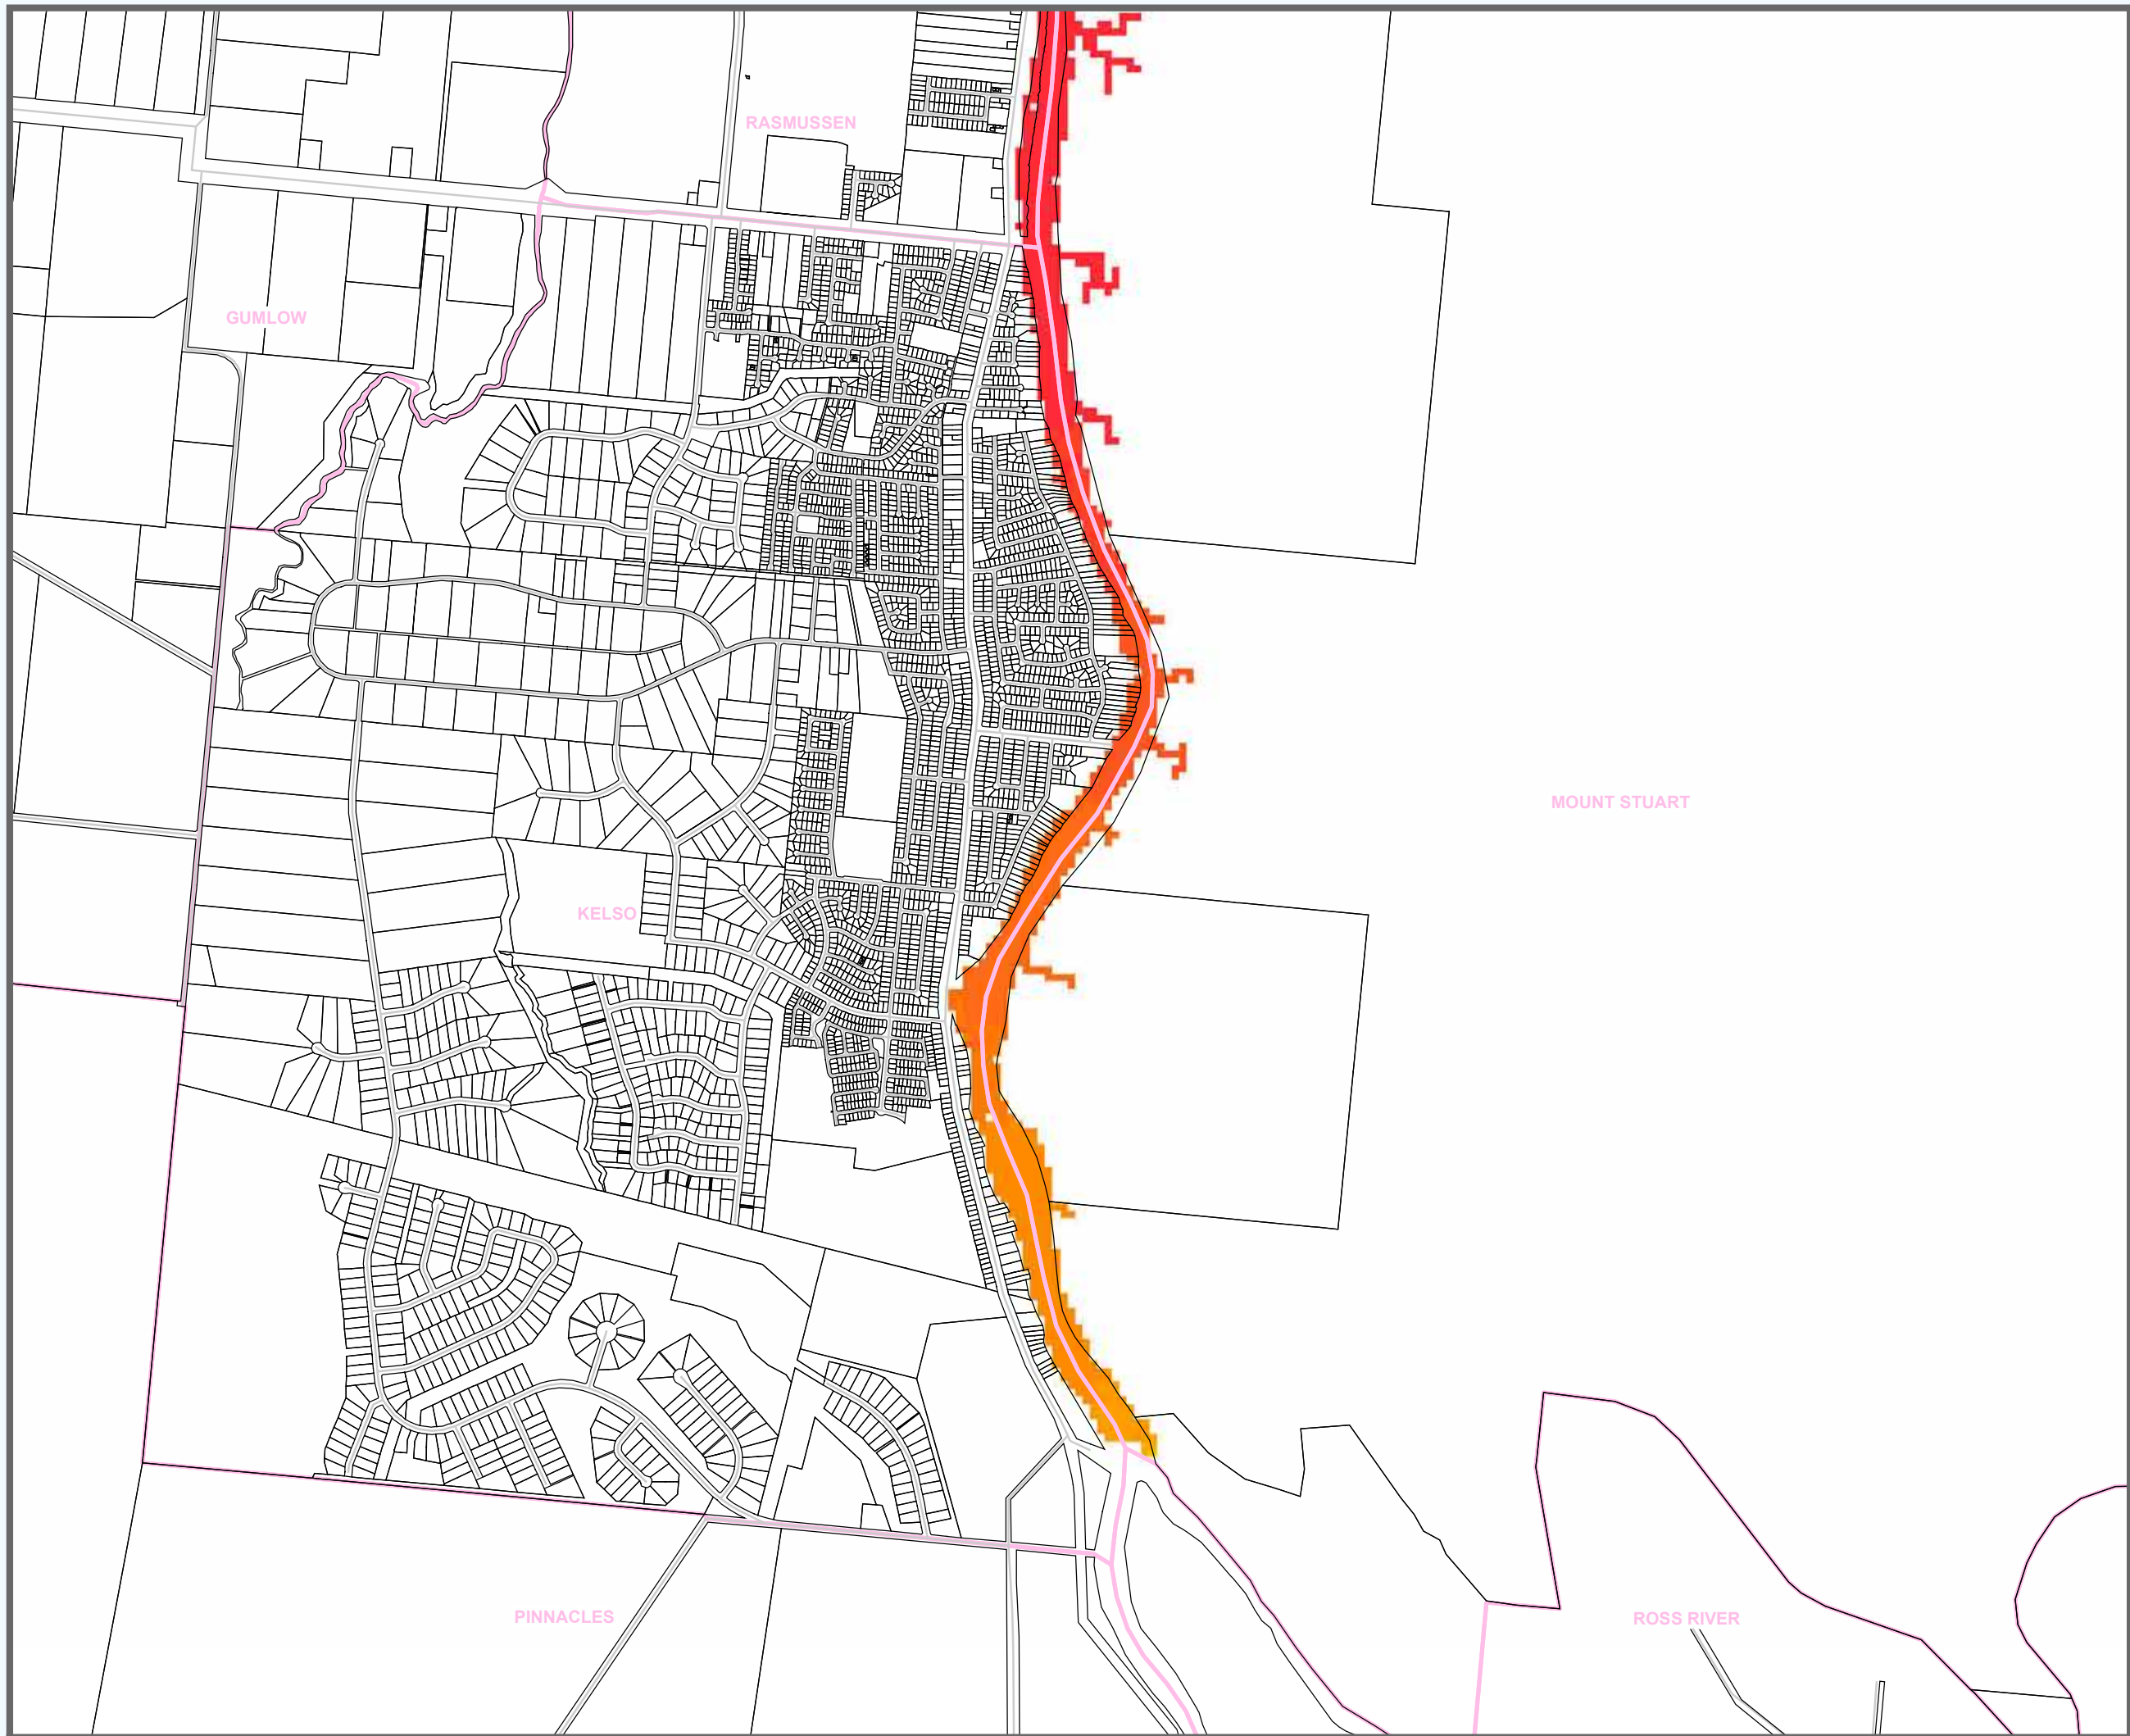 RASMUSSEN
GUMLOW
MOUNT STUART
KELSO
PINNACLES
ROSS RIVER